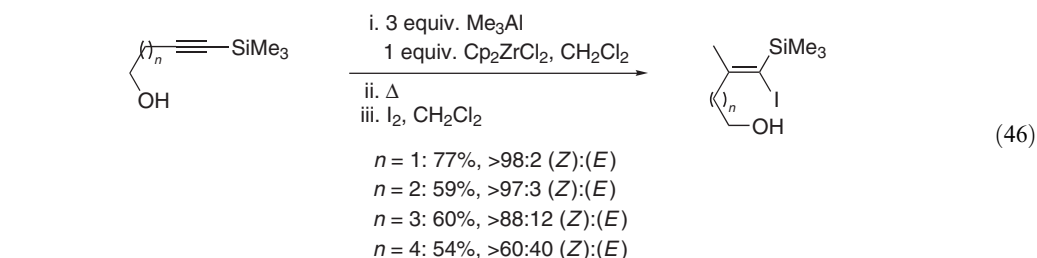 i. 3 equiv. Me3Al
1 equiv. Cp2ZrCl2, CH2Cl2
ii. Δ
iii. I2, CH2Cl2
( )n
SiMe3
OH
SiMe3
I
( )n
OH
(46)
n = 1: 77%, >98:2 (Z):(E)
n = 2: 59%, >97:3 (Z):(E)
n = 3: 60%, >88:12 (Z):(E)
n = 4: 54%, >60:40 (Z):(E)